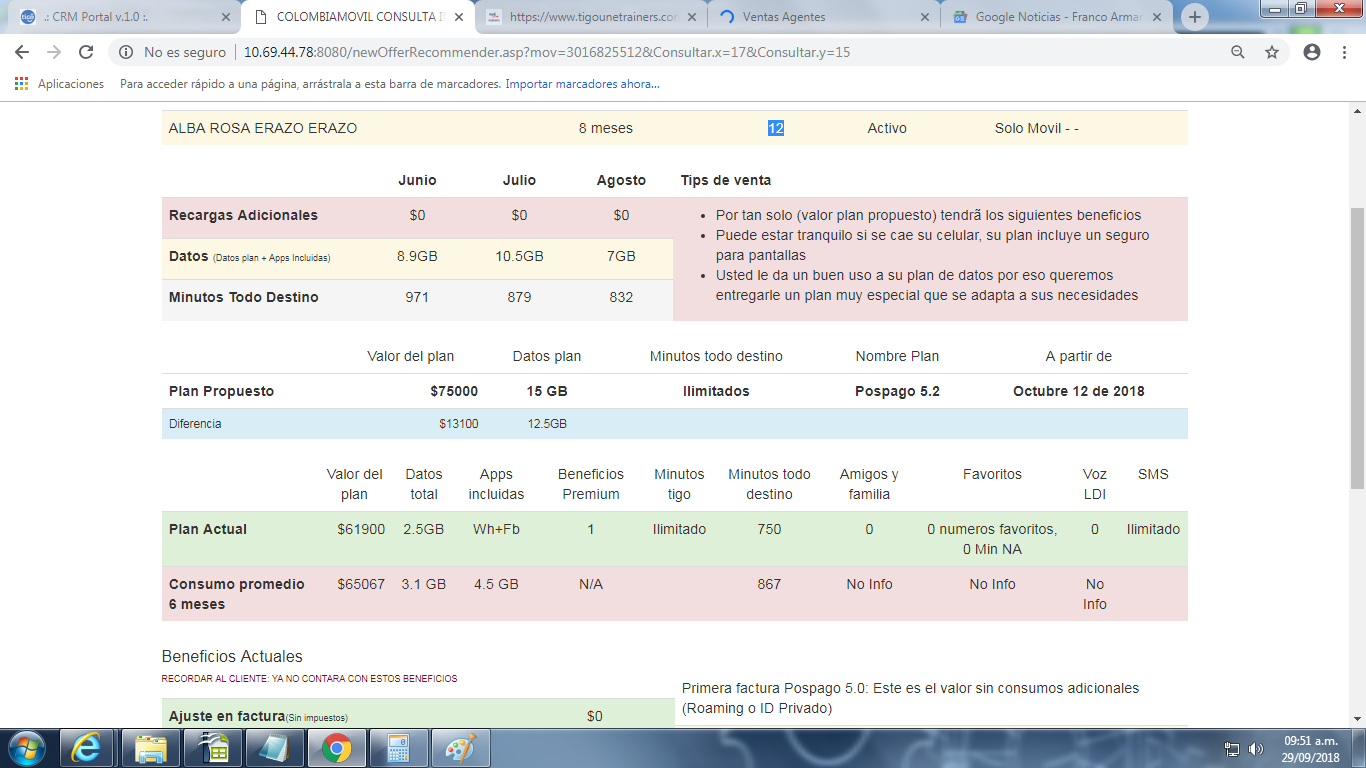 .: CRM Portal v.1.0 :.
COLOMBIAMOVIL CONSULTA I
https://www.tigounetrainers.con
Ventas Agentes
Google Noticias - Franco Armar
No es seguro | 10.69.44.78:8080/newOfferRecommender.asp?mov=3016825512&Consultar.x=17&Consultar.y=15
Aplicaciones Para acceder rápido a una página, arrástrala a esta barra de marcadores. Importar marcadores ahora...
ALBA ROSA ERAZO ERAZO 8 meses 12 Activo Solo Movil - -
Junio Julio Agosto Tips de venta
Recargas Adicionales $0 $0 $0
Datos (Datos plan + Apps Incluidas) 8.9GB 10.5GB 7GB
Minutos Todo Destino 971 879 832
• Por tan solo (valor plan propuesto) tendrã los siguientes beneficios
• Puede estar tranquilo si se cae su celular, su plan incluye un seguro
para pantallas
• Usted le da un buen uso a su plan de datos por eso queremos
entregarle un plan muy especial que se adapta a sus necesidades
Valor del plan Datos plan Minutos todo destino Nombre Plan A partir de
Plan Propuesto $75000 15 GB Ilimitados Pospago 5.2 Octubre 12 de 2018
Diferencia $13100 12.5GB
Valor del plan Datos total Apps incluidas Beneficios Premium Minutos tigo Minutos todo destino Amigos y familia Favoritos Voz LDI SMS
Plan Actual $61900 2.5GB Wh+Fb 1 Ilimitado 750 0 0 numeros favoritos, 0 Min NA 0 Ilimitado
Consumo promedio 6 meses $65067 3.1 GB 4.5 GB N/A 867 No Info No Info No Info
Beneficios Actuales
RECORDAR AL CLIENTE: YA NO CONTARA CON ESTOS BENEFICIOS
Ajuste en factura(Sin impuestos) $0
Primera factura Pospago 5.0: Este es el valor sin consumos adicionales
(Roaming o ID Privado)
09:51 a.m.
29/09/2018